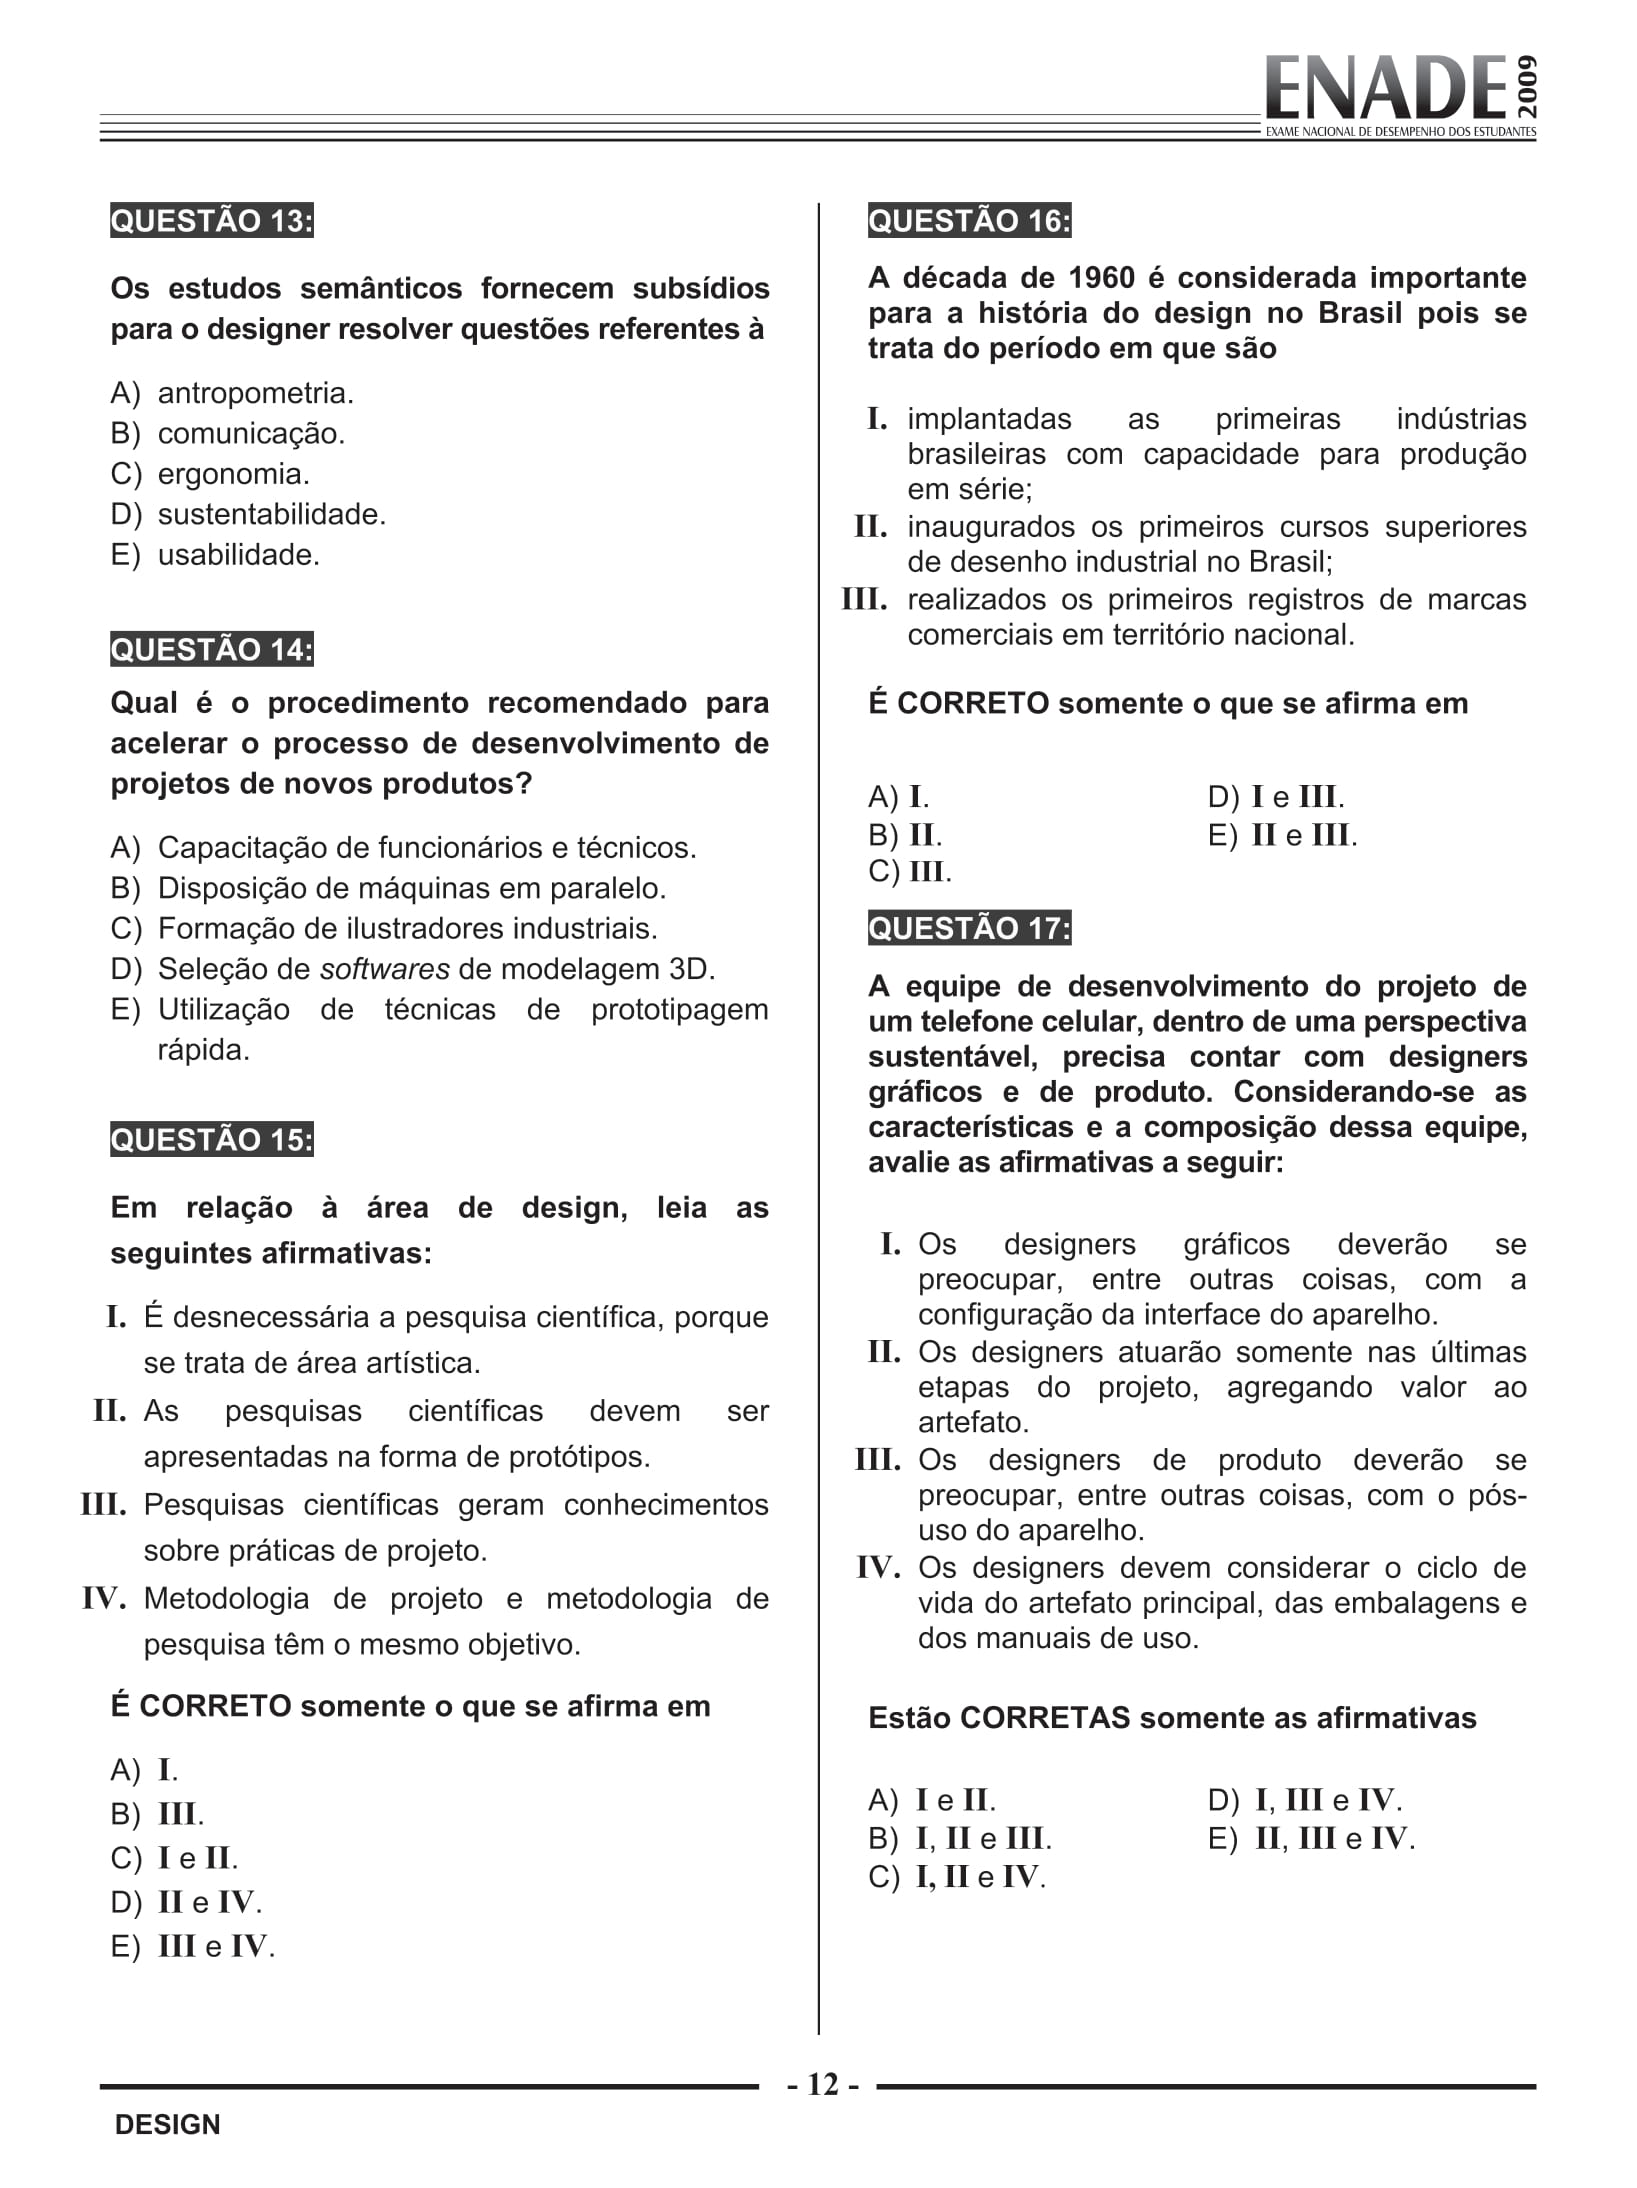 ENADE 2009
EXAME NACIONAL DE DESEMPENHO DOS ESTUDANTES
QUESTÃO 13:
Os estudos semânticos fornecem subsídios
para o designer resolver questões referentes à
A) antropometria.
B) comunicação.
C) ergonomia.
D) sustentabilidade.
E) usabilidade.
QUESTÃO 14:
Qual é o procedimento recomendado para
acelerar o processo de desenvolvimento de
projetos de novos produtos?
A) Capacitação de funcionários e técnicos.
B) Disposição de máquinas em paralelo.
C) Formação de ilustradores industriais.
D) Seleção de softwares de modelagem 3D.
E) Utilização de técnicas de prototipagem
rápida.
QUESTÃO 15:
Em relação à área de design, leia as
seguintes afirmativas:
I. É desnecessária a pesquisa científica, porque
se trata de área artística.
II. As pesquisas científicas devem ser
apresentadas na forma de protótipos.
III. Pesquisas científicas geram conhecimentos
sobre práticas de projeto.
IV. Metodologia de projeto e metodologia de
pesquisa têm o mesmo objetivo.
É CORRETO somente o que se afirma em
A) I.
B) III.
C) I e II.
D) II e IV.
E) III e IV.
QUESTÃO 16:
A década de 1960 é considerada importante
para a história do design no Brasil pois se
trata do período em que são
I. implantadas as primeiras indústrias
brasileiras com capacidade para produção
em série;
II. inaugurados os primeiros cursos superiores
de desenho industrial no Brasil;
III. realizados os primeiros registros de marcas
comerciais em território nacional.
É CORRETO somente o que se afirma em
A) I.
B) II.
C) III.
D) I e III.
E) II e III.
QUESTÃO 17:
A equipe de desenvolvimento do projeto de
um telefone celular, dentro de uma perspectiva
sustentável, precisa contar com designers
gráficos e de produto. Considerando-se as
características e a composição dessa equipe,
avalie as afirmativas a seguir:
I. Os designers gráficos deverão se
preocupar, entre outras coisas, com a
configuração da interface do aparelho.
II. Os designers atuarão somente nas últimas
etapas do projeto, agregando valor ao
artefato.
III. Os designers de produto deverão se
preocupar, entre outras coisas, com o pós-
uso do aparelho.
IV. Os designers devem considerar o ciclo de
vida do artefato principal, das embalagens e
dos manuais de uso.
Estão CORRETAS somente as afirmativas
A) I e II.
B) I, II e III.
C) I, II e IV.
D) I, III e IV.
E) II, III e IV.
- 12 -
DESIGN